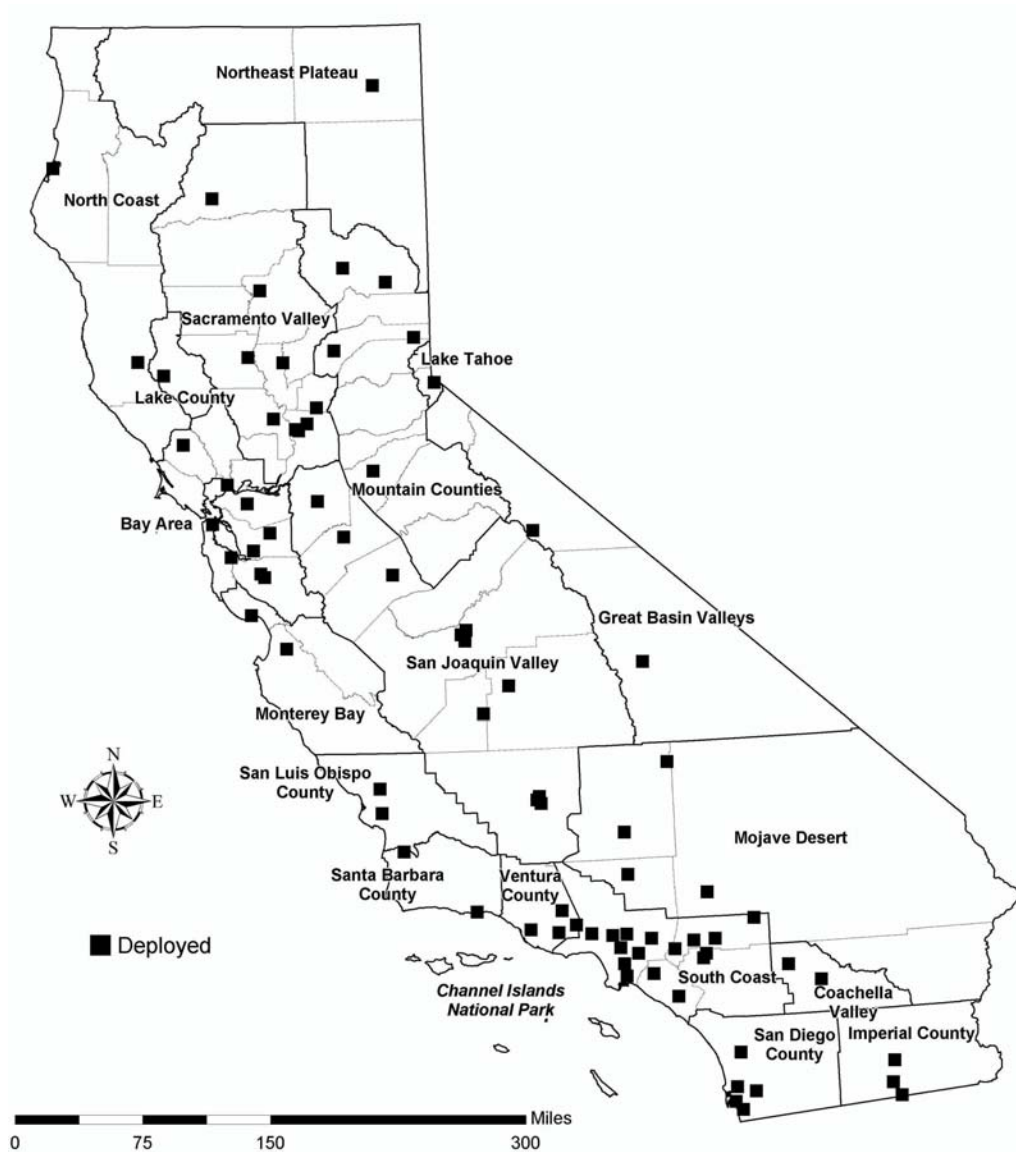 Northeast Plateau
North Coast
Sacramento Valley
Lake Tahoe
Lake County
Mountain Counties
Bay Area
Great Basin Valleys
San Joaquin Valley
Monterey Bay
N
W
E
S
San Luis Obispo
County
Mojave Desert
Santa Barbara
County
Ventura
County
Deployed
South Coast
Channel Islands
National Park
Coachella
Valley
San Diego
County
Imperial County
Miles
0
75
150
300